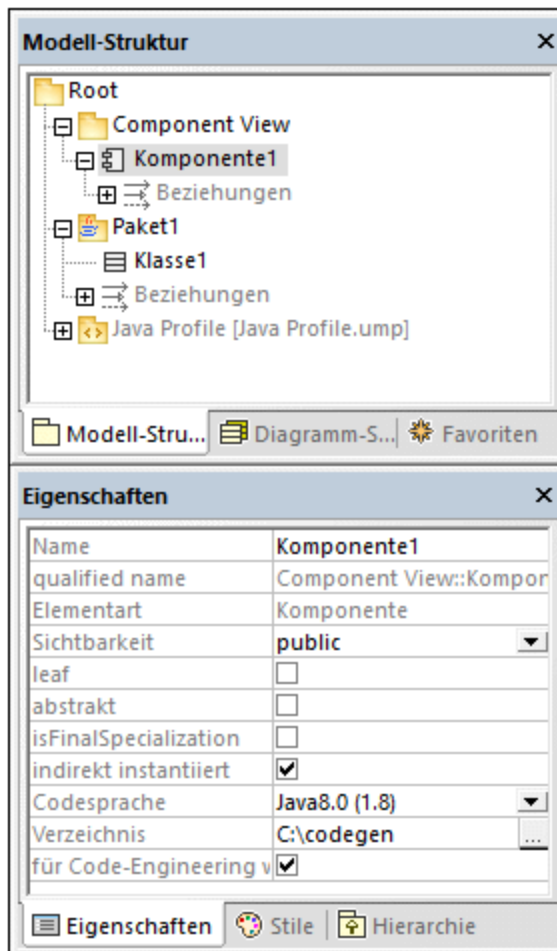 Modell-Struktur
Root
Component View
Komponente1
Beziehungen
Paket1
Klasse1
Beziehungen
Java Profile [Java Profile.ump]
Modell-Stru... Diagramm-S... Favoriten
Eigenschaften
Name Komponente1
qualified name Component View::Kompon
Elementart Komponente
Sichtbarkeit public
leaf
abstrakt
isFinalSpecialization
indirekt instantiiert
Codesprache Java8.0 (1.8)
Verzeichnis C:\codegen ...
für Code-Engineering v
Eigenschaften Stile Hierarchie